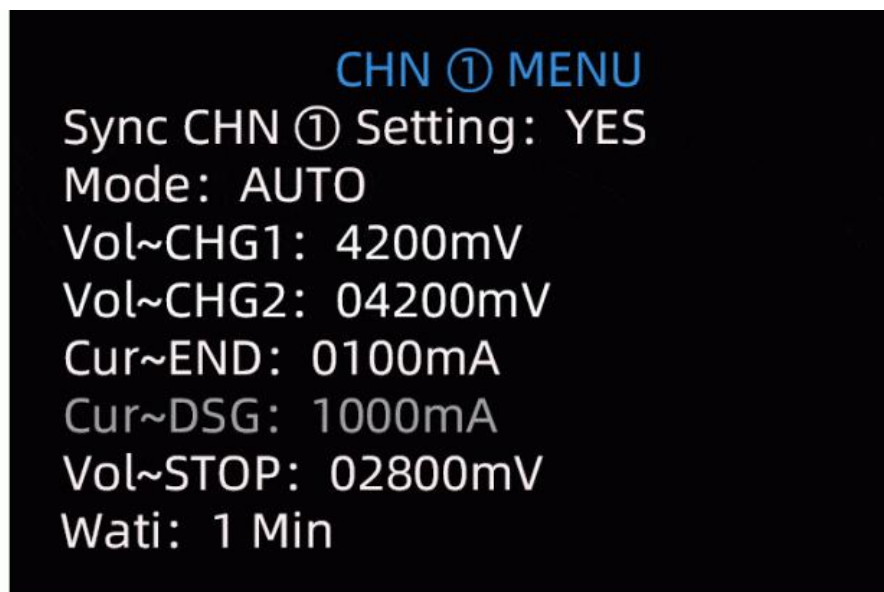 CHN ① MENU
Sync CHN ① Setting: YES
Mode: AUTO
Vol~CHG1: 4200mV
Vol~CHG2: 04200mV
Cur~END: 0100mA
Cur~DSG: 1000mA
Vol~STOP: 02800mV
Wati: 1 Min